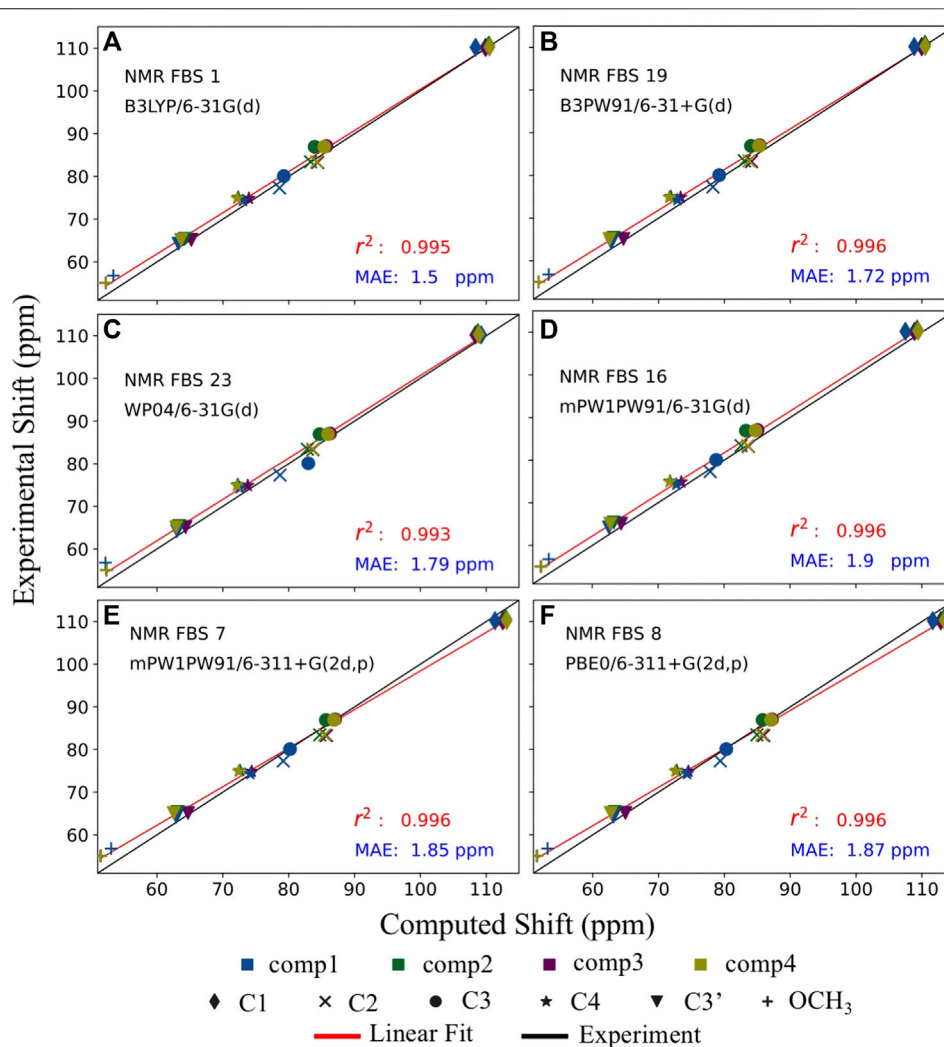 A
NMR FBS 1
B3LYP/6-31G(d)
r² : 0.995
MAE: 1.5 ppm
B
NMR FBS 19
B3PW91/6-31+G(d)
r² : 0.996
MAE: 1.72 ppm
110
100
90
80
70
60
C
NMR FBS 23
WP04/6-31G(d)
r² : 0.993
MAE: 1.79 ppm
D
NMR FBS 16
mPW1PW91/6-31G(d)
r² : 0.996
MAE: 1.9 ppm
110
100
90
80
70
60
Experimental Shift (ppm)
E
NMR FBS 7
mPW1PW91/6-311+G(2d,p)
r² : 0.996
MAE: 1.85 ppm
F
NMR FBS 8
PBE0/6-311+G(2d,p)
r² : 0.996
MAE: 1.87 ppm
110
100
90
80
70
60
60 70 80 90 100 110
60 70 80 90 100 110
Computed Shift (ppm)
comp1 comp2 comp3 comp4
C1 C2 C3 C4 C3’ OCH₃
Linear Fit Experiment